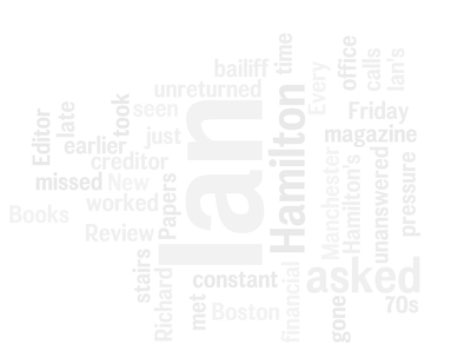 bailiff
time
office
calls
Ian's
unreturned
Every
seen
Friday
Editor
late
took
earlier
just
magazine
creditor
Ian
Hamilton
missed
New
worked
Papers
Manchester
Hamilton's
unanswered
pressure
Books
Review
stairs
Richard
met
constant
asked
Boston
financial
gone
70s